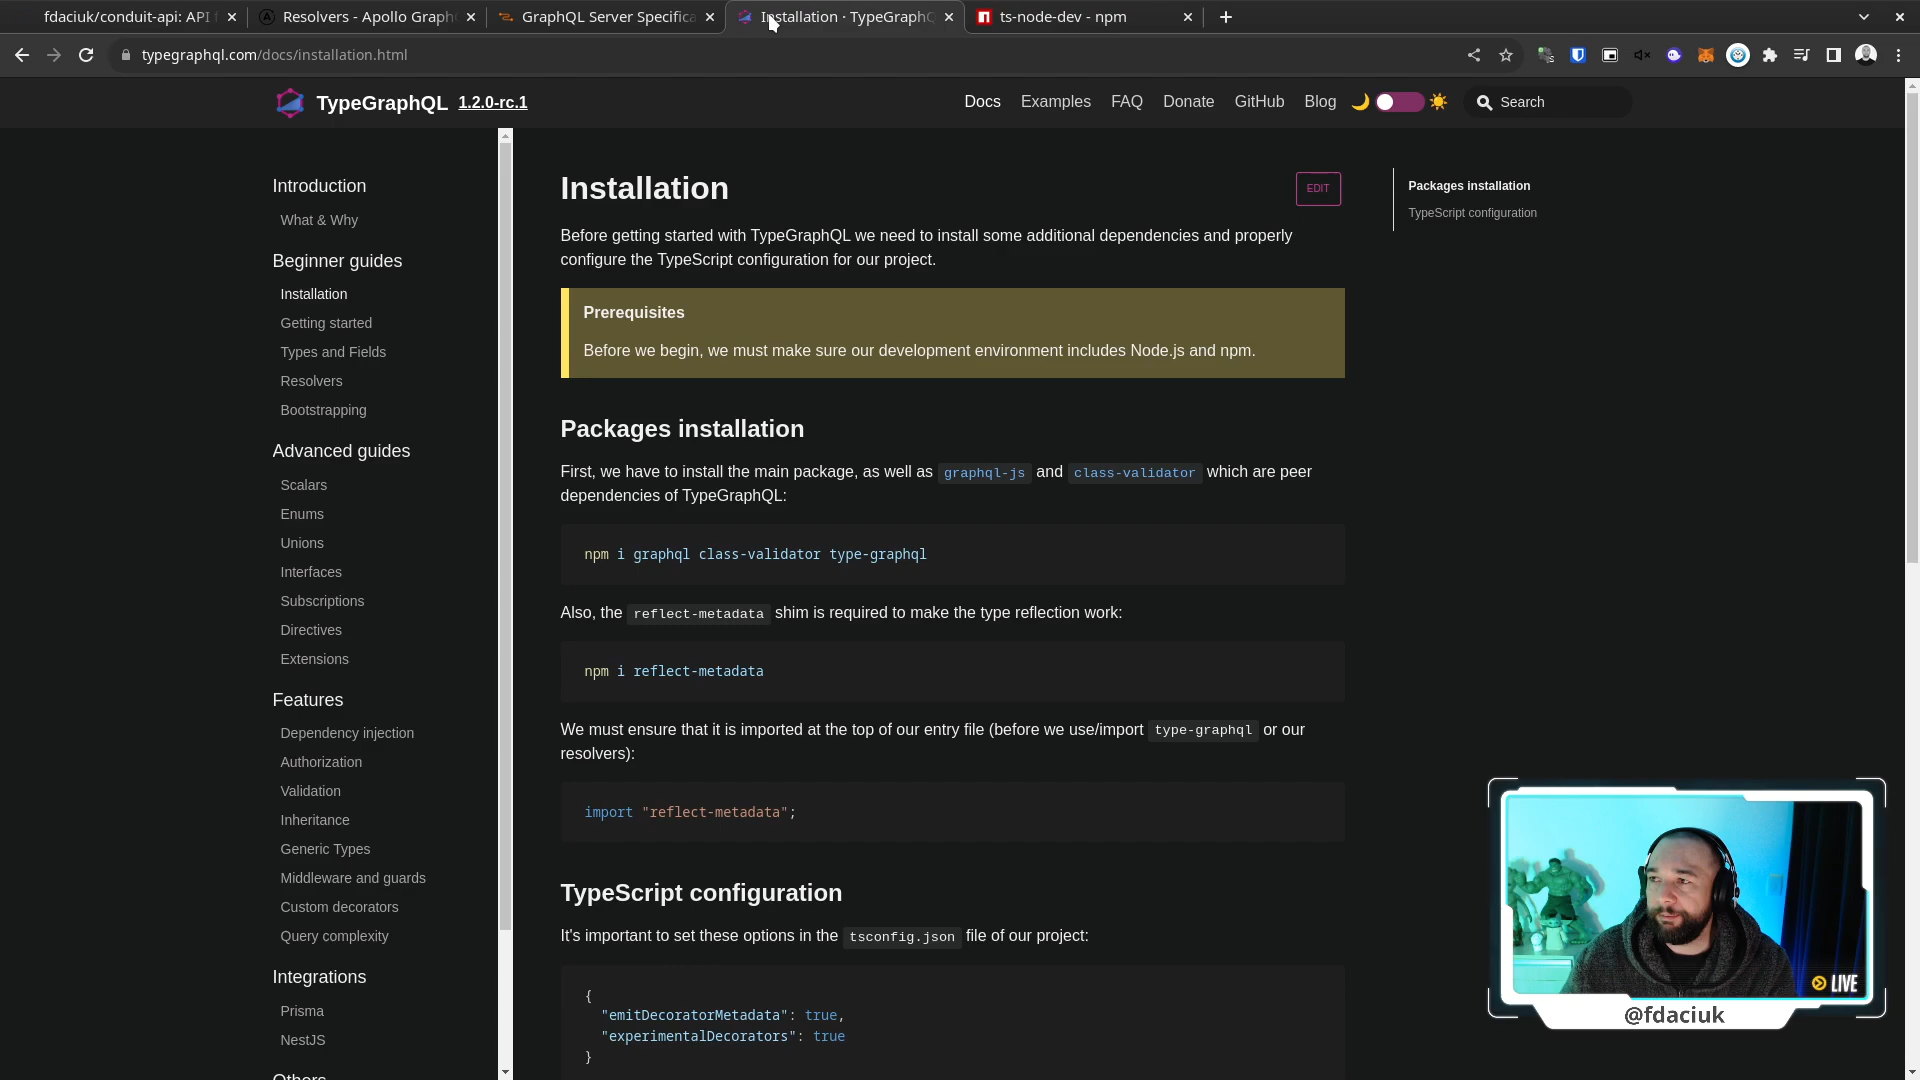 fdaciuk/conduit-api: API
Resolvers - Apollo Graph
GraphQL Server Specifica
Installation · TypeGraphQ
ts-node-dev - npm
typegraphql.com/docs/installation.html
TypeGraphQL 1.2.0-rc.1
Docs
Examples
FAQ
Donate
GitHub
Blog
Search
Introduction
What & Why
Beginner guides
Installation
Getting started
Types and Fields
Resolvers
Bootstrapping
Advanced guides
Scalars
Enums
Unions
Interfaces
Subscriptions
Directives
Extensions
Features
Dependency injection
Authorization
Validation
Inheritance
Generic Types
Middleware and guards
Custom decorators
Query complexity
Integrations
Prisma
NestJS
Others
Installation
EDIT
Before getting started with TypeGraphQL we need to install some additional dependencies and properly
configure the TypeScript configuration for our project.
Prerequisites
Before we begin, we must make sure our development environment includes Node.js and npm.
Packages installation
First, we have to install the main package, as well as graphql-js and class-validator which are peer
dependencies of TypeGraphQL:
npm i graphql class-validator type-graphql
Also, the reflect-metadata shim is required to make the type reflection work:
npm i reflect-metadata
We must ensure that it is imported at the top of our entry file (before we use/import type-graphql or our
resolvers):
import "reflect-metadata";
TypeScript configuration
It's important to set these options in the tsconfig.json file of our project:
{
"emitDecoratorMetadata": true,
"experimentalDecorators": true
}
Packages installation
TypeScript configuration
LIVE
@fdaciuk